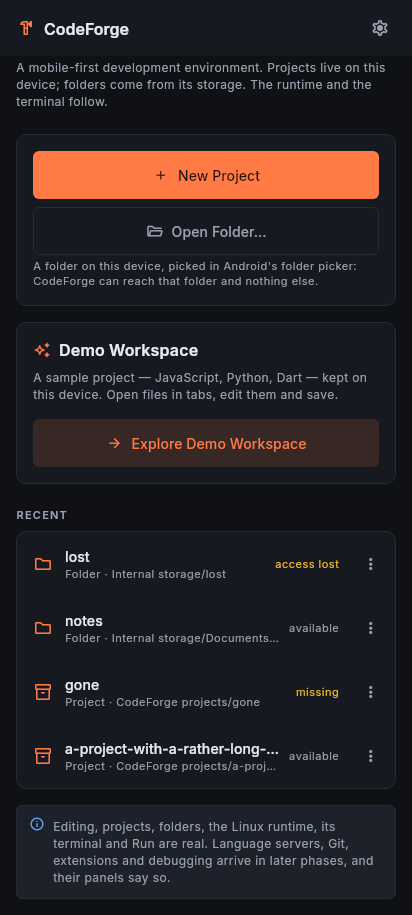 CodeForge
A mobile-first development environment. Projects live on this
device; folders come from its storage. The runtime and the
terminal follow.
+ New Project
Open Folder...
A folder on this device, picked in Android's folder picker:
CodeForge can reach that folder and nothing else.
Demo Workspace
A sample project — JavaScript, Python, Dart — kept on
this device. Open files in tabs, edit them and save.
Explore Demo Workspace
RECENT
lost
Folder · Internal storage/lost
access lost
notes
Folder · Internal storage/Documents...
available
gone
Project · CodeForge projects/gone
missing
a-project-with-a-rather-long-...
Project · CodeForge projects/a-proj...
available
Editing, projects, folders, the Linux runtime, its
terminal and Run are real. Language servers, Git,
extensions and debugging arrive in later phases, and
their panels say so.